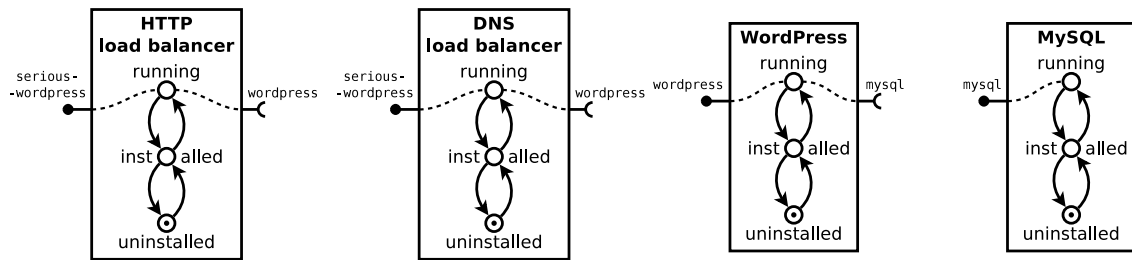 HTTP
load balancer
running
serious-
-wordpress
wordpress
inst alled
uninstalled
DNS
load balancer
running
serious-
-wordpress
wordpress
inst alled
uninstalled
WordPress
running
wordpress
mysql
inst alled
uninstalled
MySQL
running
mysql
inst alled
uninstalled